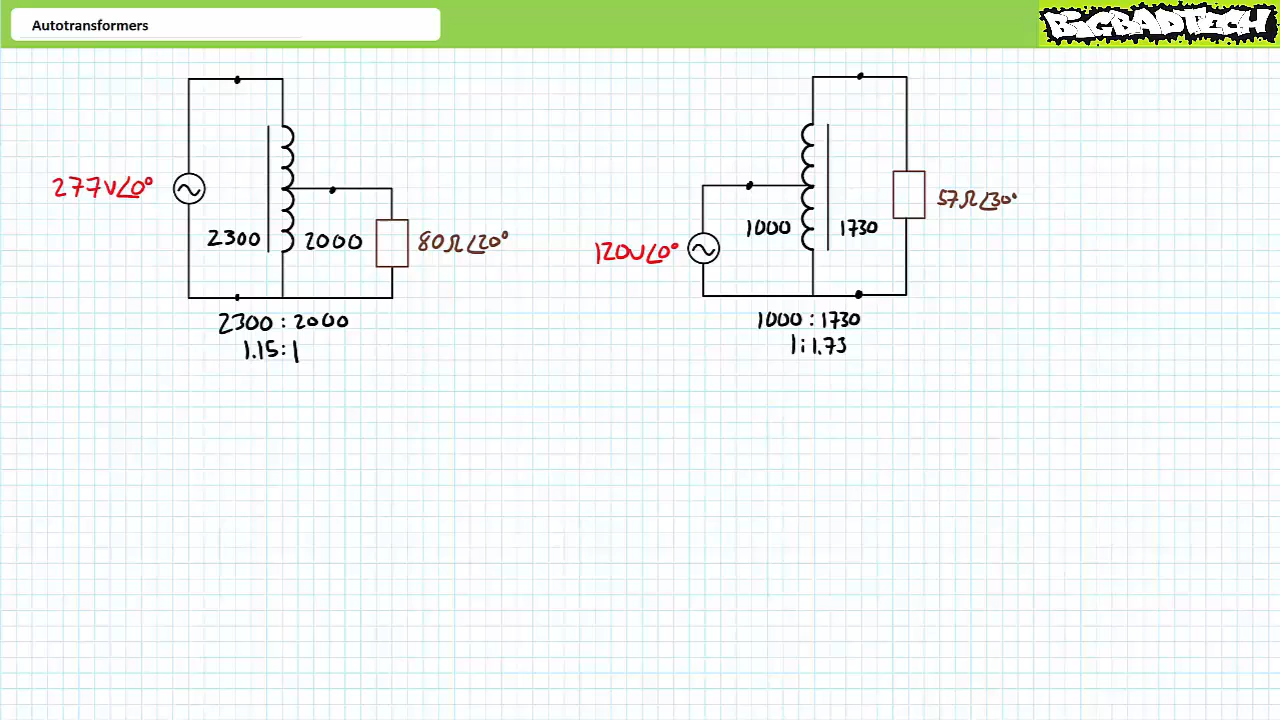 Autotransformers
BIGBADTECH
277V∠0°
2300
2000
80Ω∠20°
2300 : 2000
1.15 : 1
120V∠0°
1000
1730
57Ω∠30°
1000 : 1730
1 : 1.73